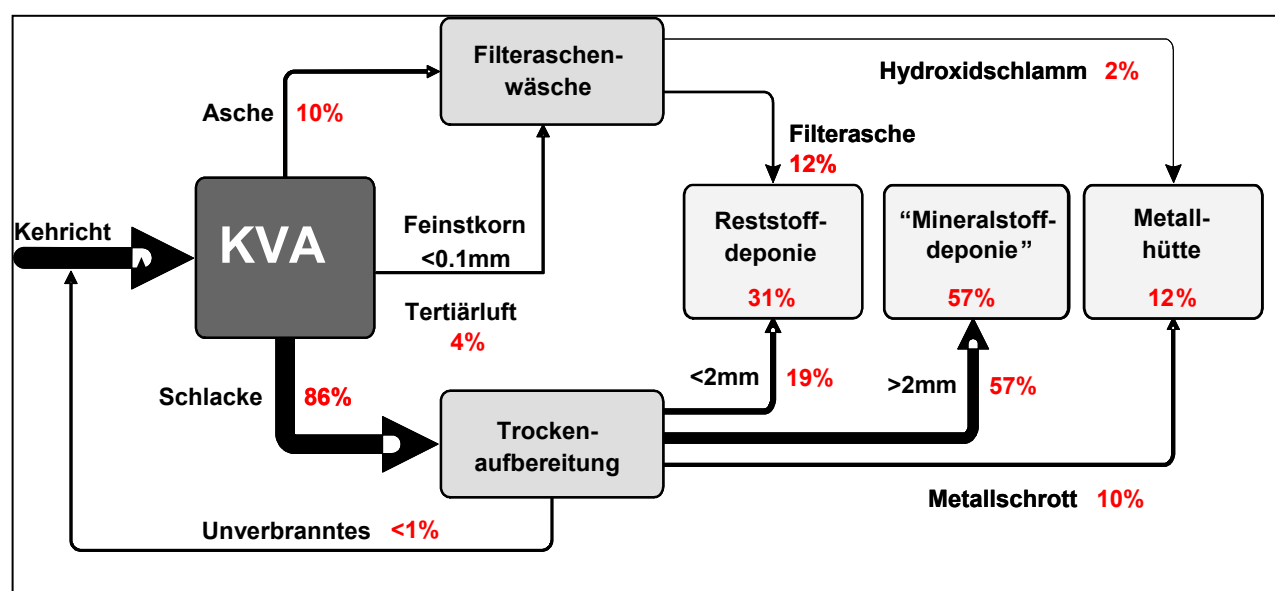 Filteraschen-
wäsche
Hydroxidschlamm 2%
Asche 10%
Filterasche
12%
Kehricht
KVA
Feinstkorn
<0.1mm
Reststoff-
deponie
31%
“Mineralstoff-
deponie”
57%
Metall-
hütte
12%
Tertiärluft
4%
<2mm 19%
>2mm 57%
Schlacke 86%
Trocken-
aufbereitung
Metallschrott 10%
Unverbranntes <1%